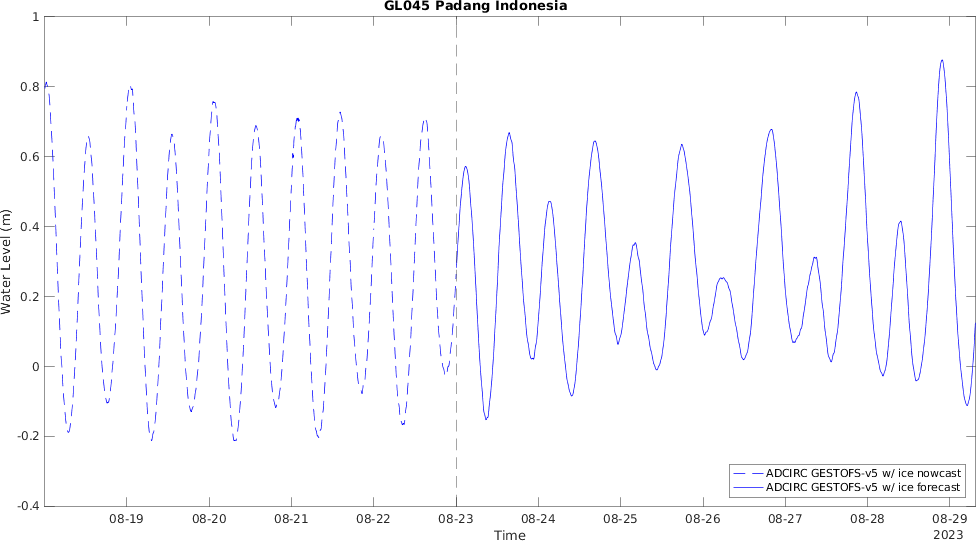 GL045 Padang Indonesia
Water Level (m)
1
0.8
0.6
0.4
0.2
0
-0.2
-0.4
08-19 08-20 08-21 08-22 08-23 08-24 08-25 08-26 08-27 08-28 08-29
2023
Time
ADCIRC GESTOFS-v5 w/ ice nowcast
ADCIRC GESTOFS-v5 w/ ice forecast